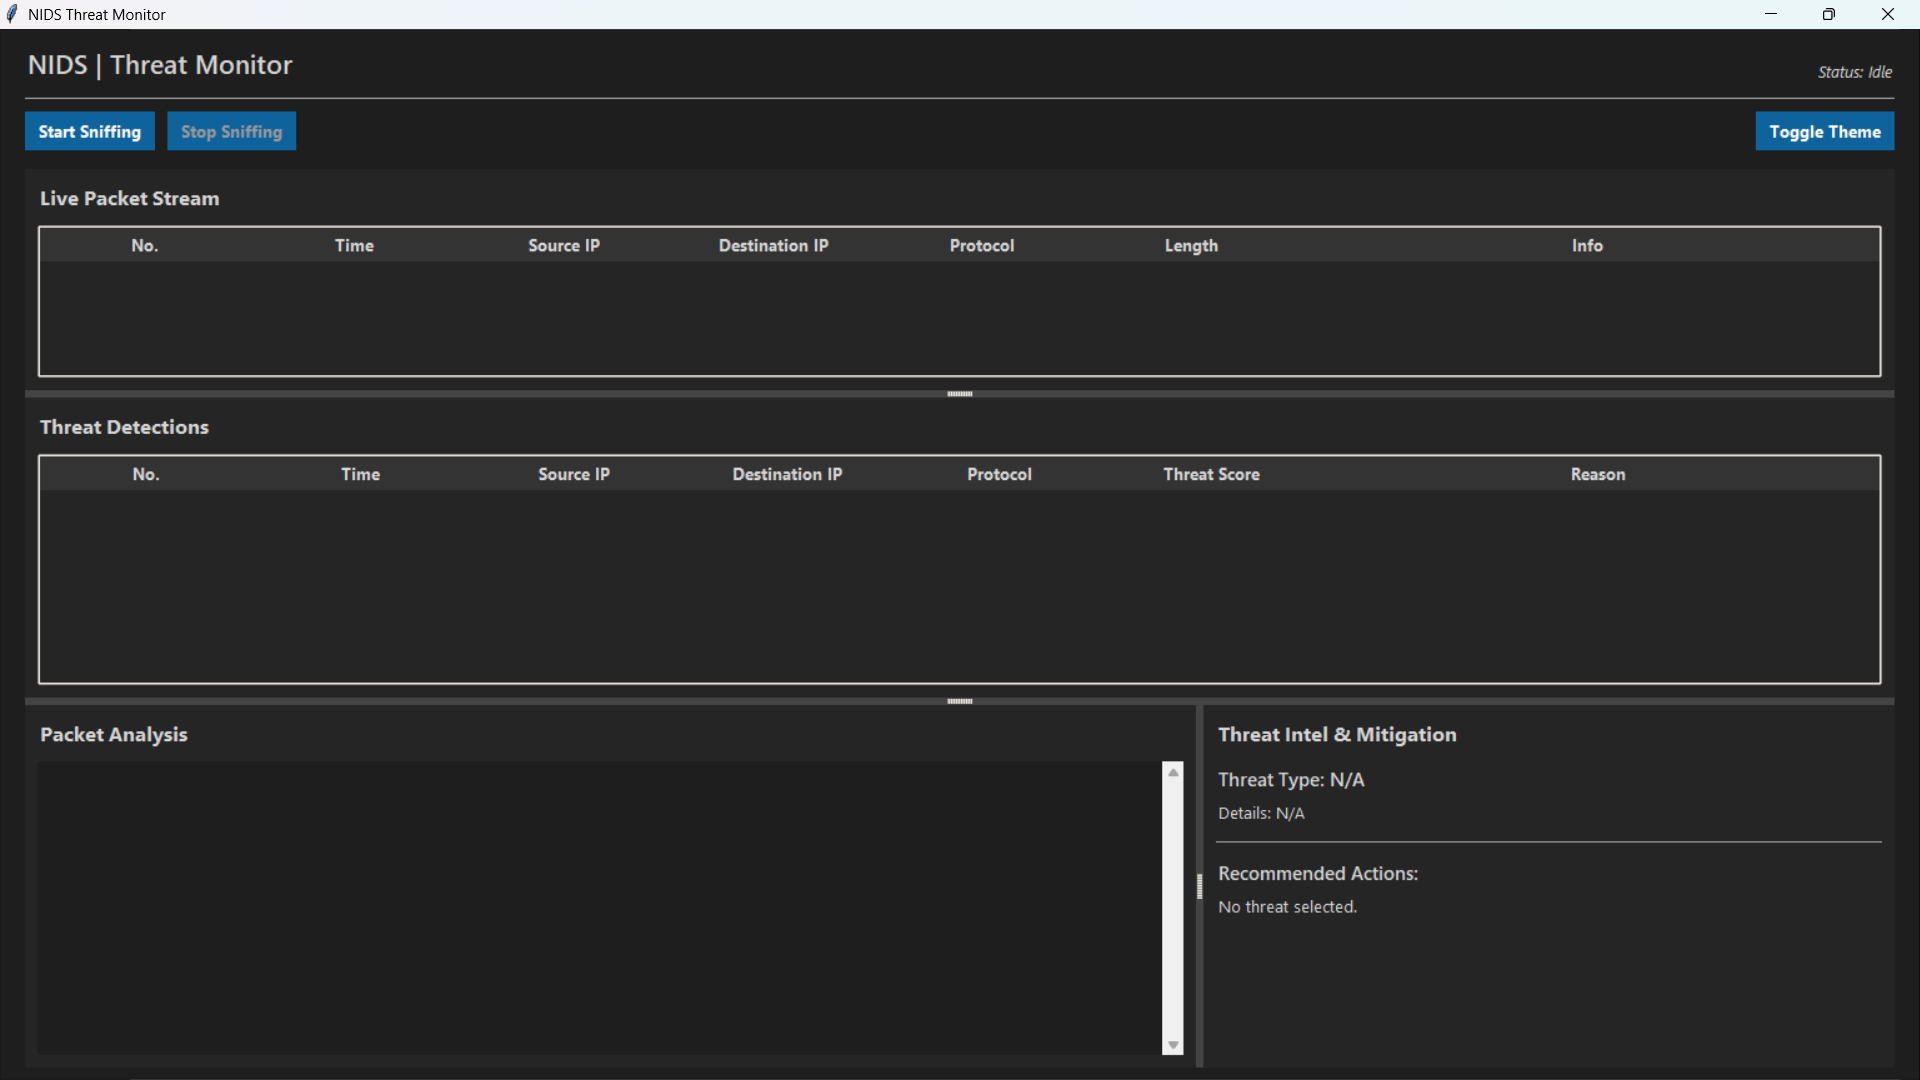 NIDS Threat Monitor
NIDS | Threat Monitor
Status: Idle
Start Sniffing
Stop Sniffing
Toggle Theme
Live Packet Stream
No. Time Source IP Destination IP Protocol Length Info
Threat Detections
No. Time Source IP Destination IP Protocol Threat Score Reason
Packet Analysis
Threat Intel & Mitigation
Threat Type: N/A
Details: N/A
Recommended Actions:
No threat selected.